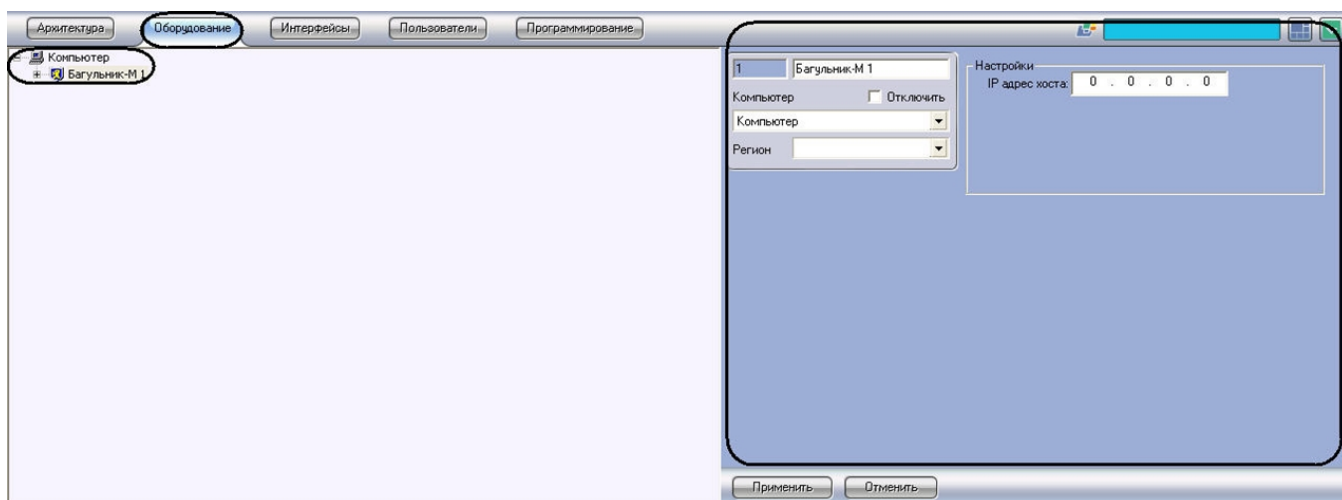 Архитектура Оборудование Интерфейсы Пользователи Программирование
Компьютер
Багульник-М 1
1 Багульник-М 1
Компьютер Отключить
Компьютер
Регион
Настройки
IP адрес хоста: 0 . 0 . 0 . 0
Применить Отменить